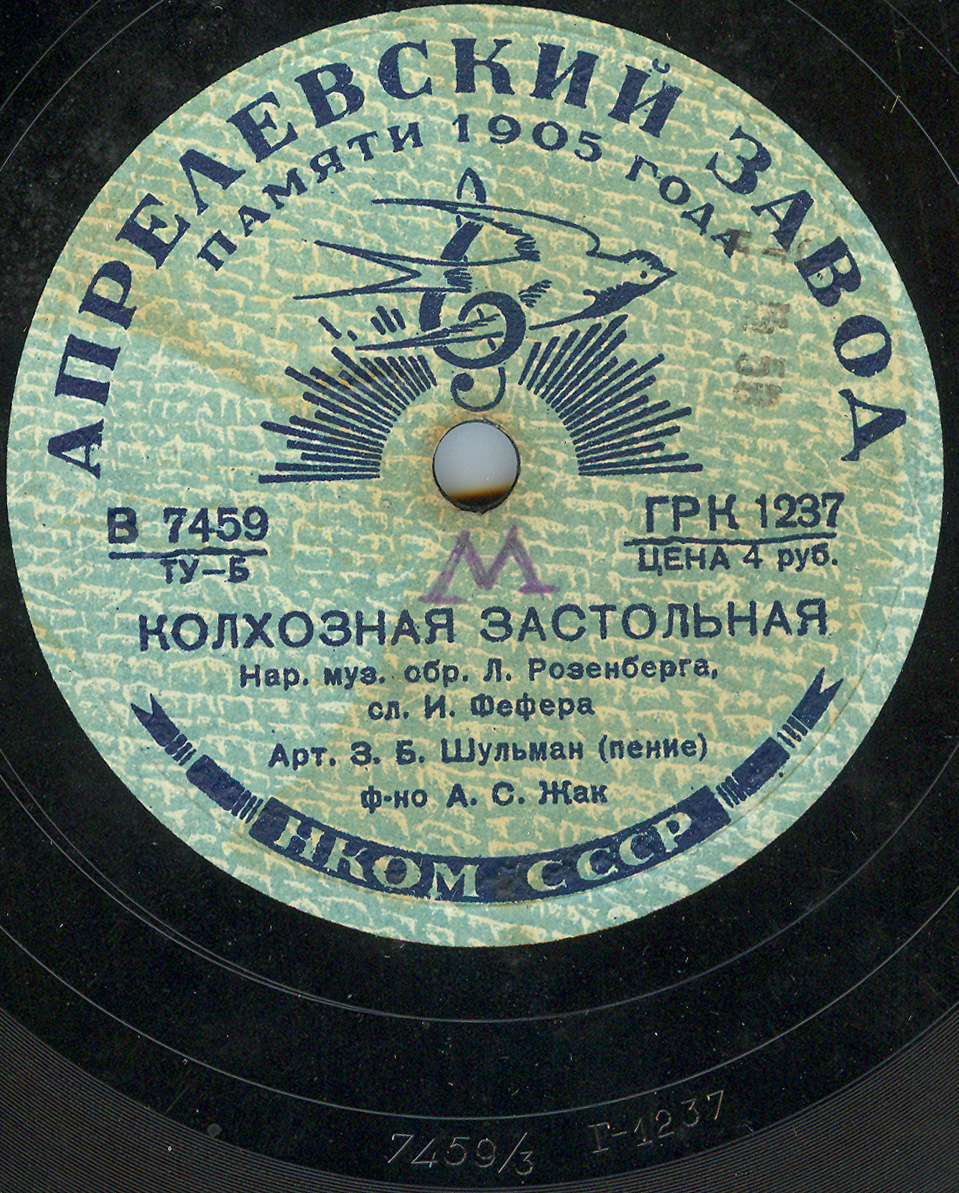 АПРЕЛЕВСКИЙ ЗАВОД
ПАМЯТИ 1905 ГОДА
В 7459
ТУ–Б
ГРК 1237
ЦЕНА 4 руб.
М
КОЛХОЗНАЯ ЗАСТОЛЬНАЯ
Нар. муз. обр. Л. Розенберга,
сл. И. Фефера
Арт. З. Б. Шульман (пение)
ф-но А. С. Жак
НКОМ СССР
7459/3 Г-1237